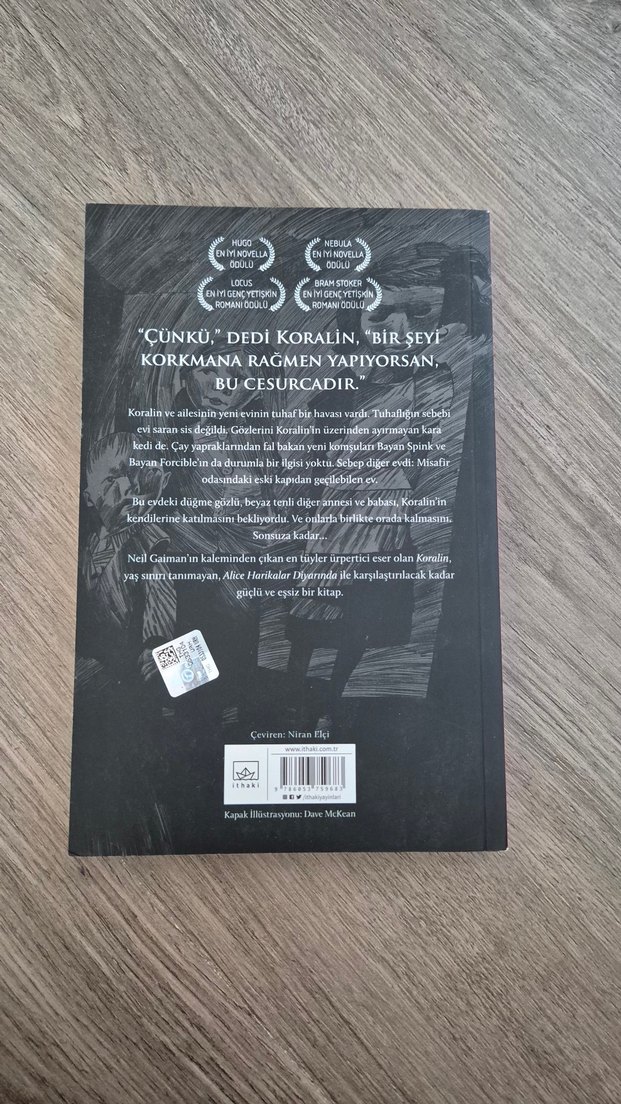 HUGO
EN İYİ NOVELLA
ÖDÜLÜ
NEBULA
EN İYİ NOVELLA
ÖDÜLÜ
LOCUS
EN İYİ GENÇ YETİŞKİN
ROMANI ÖDÜLÜ
BRAM STOKER
EN İYİ GENÇ YETİŞKİN
ROMANI ÖDÜLÜ
“ÇÜNKÜ,” DEDİ KORALİN, “BİR ŞEYİ
KORKMANA RAĞMEN YAPIYORSAN,
BU CESURCADIR.”
Koralin ve ailesinin yeni evinin tuhaf bir havası vardı. Tuhaflığın sebebi
evi saran sis değildi. Gözlerini Koralin’in üzerinden ayırmayan kara
kedi de. Çay yapraklarından fal bakan yeni komşuları Bayan Spink ve
Bayan Forcible’ın da durumla bir ilgisi yoktu. Sebep diğer evdi: Misafir
odasındaki eski kapıdan geçilebilen ev.
Bu evdeki düğme gözlü, beyaz tenli diğer annesi ve babası, Koralin’in
kendilerine katılmasını bekliyordu. Ve onlarla birlikte orada kalmasını.
Sonsuza kadar...
Neil Gaiman’ın kaleminden çıkan en tüyler ürpertici eser olan Koralin,
yaş sınırı tanımayan, Alice Harikalar Diyarında ile karşılaştırılacak kadar
güçlü ve eşsiz bir kitap.
Çeviren: Niran Elçi
www.ithaki.com.tr
ithaki
9 786053 759683
/ithakiyayinlari
Kapak İllüstrasyonu: Dave McKean